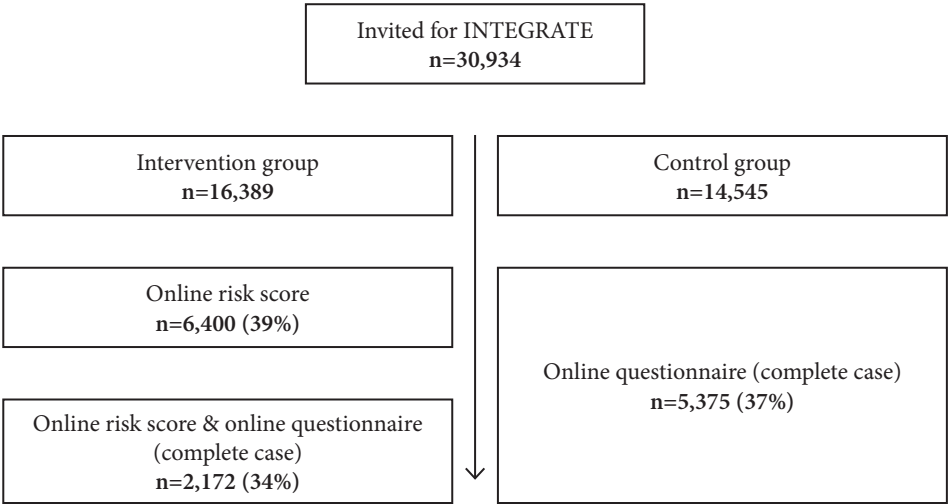 Invited for INTEGRATE
n=30,934
Intervention group
n=16,389
Control group
n=14,545
Online risk score
n=6,400 (39%)
Online questionnaire (complete case)
n=5,375 (37%)
Online risk score & online questionnaire
(complete case)
n=2,172 (34%)